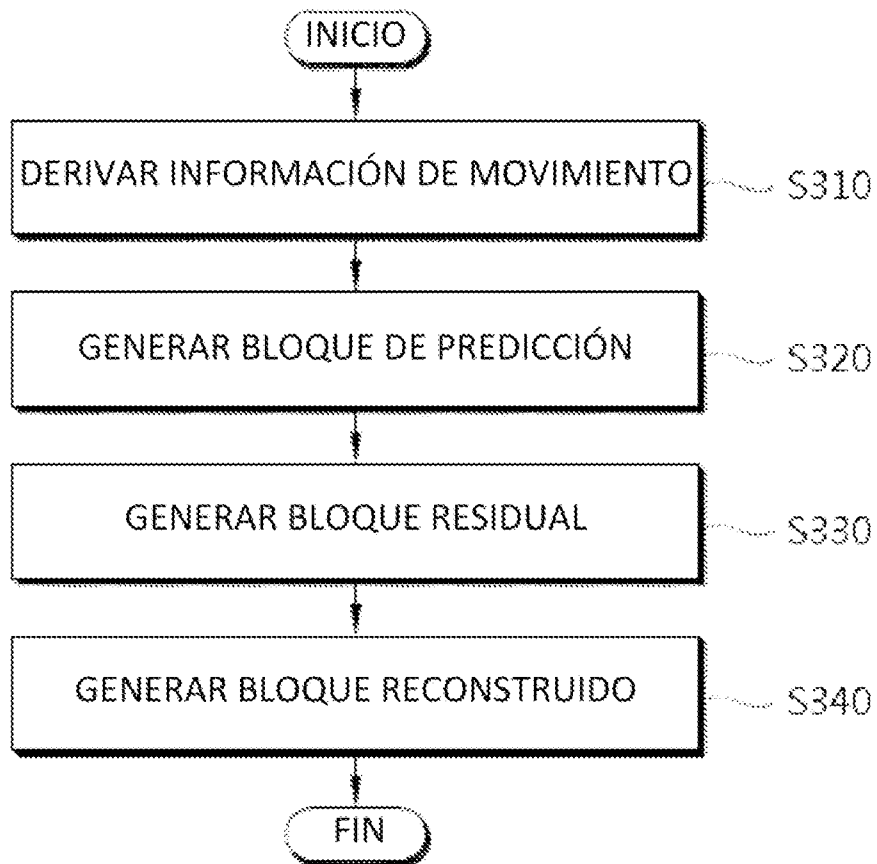 INICIO
DERIVAR INFORMACIÓN DE MOVIMIENTO
S310
GENERAR BLOQUE DE PREDICCIÓN
S320
GENERAR BLOQUE RESIDUAL
S330
GENERAR BLOQUE RECONSTRUIDO
S340
FIN